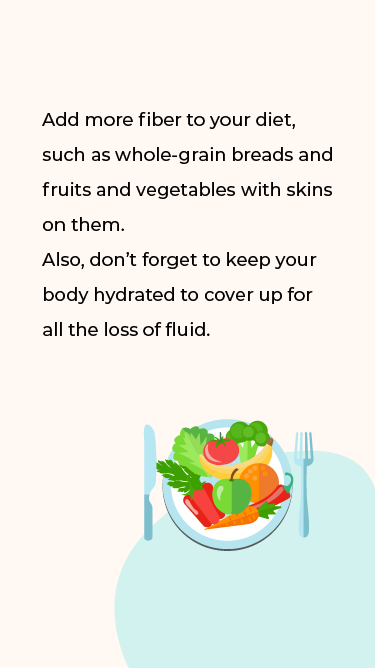 Add more fiber to your diet,
such as whole-grain breads and
fruits and vegetables with skins
on them.
Also, don’t forget to keep your
body hydrated to cover up for
all the loss of fluid.